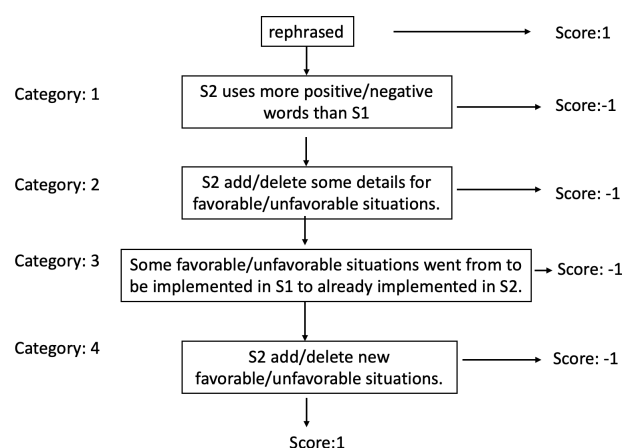 rephrased
Score:1
Category: 1
S2 uses more positive/negative
words than S1
Score:-1
Category: 2
S2 add/delete some details for
favorable/unfavorable situations.
Score: -1
Category: 3
Some favorable/unfavorable situations went from to
be implemented in S1 to already implemented in S2.
Score: -1
Category: 4
S2 add/delete new
favorable/unfavorable situations.
Score: -1
Score:1